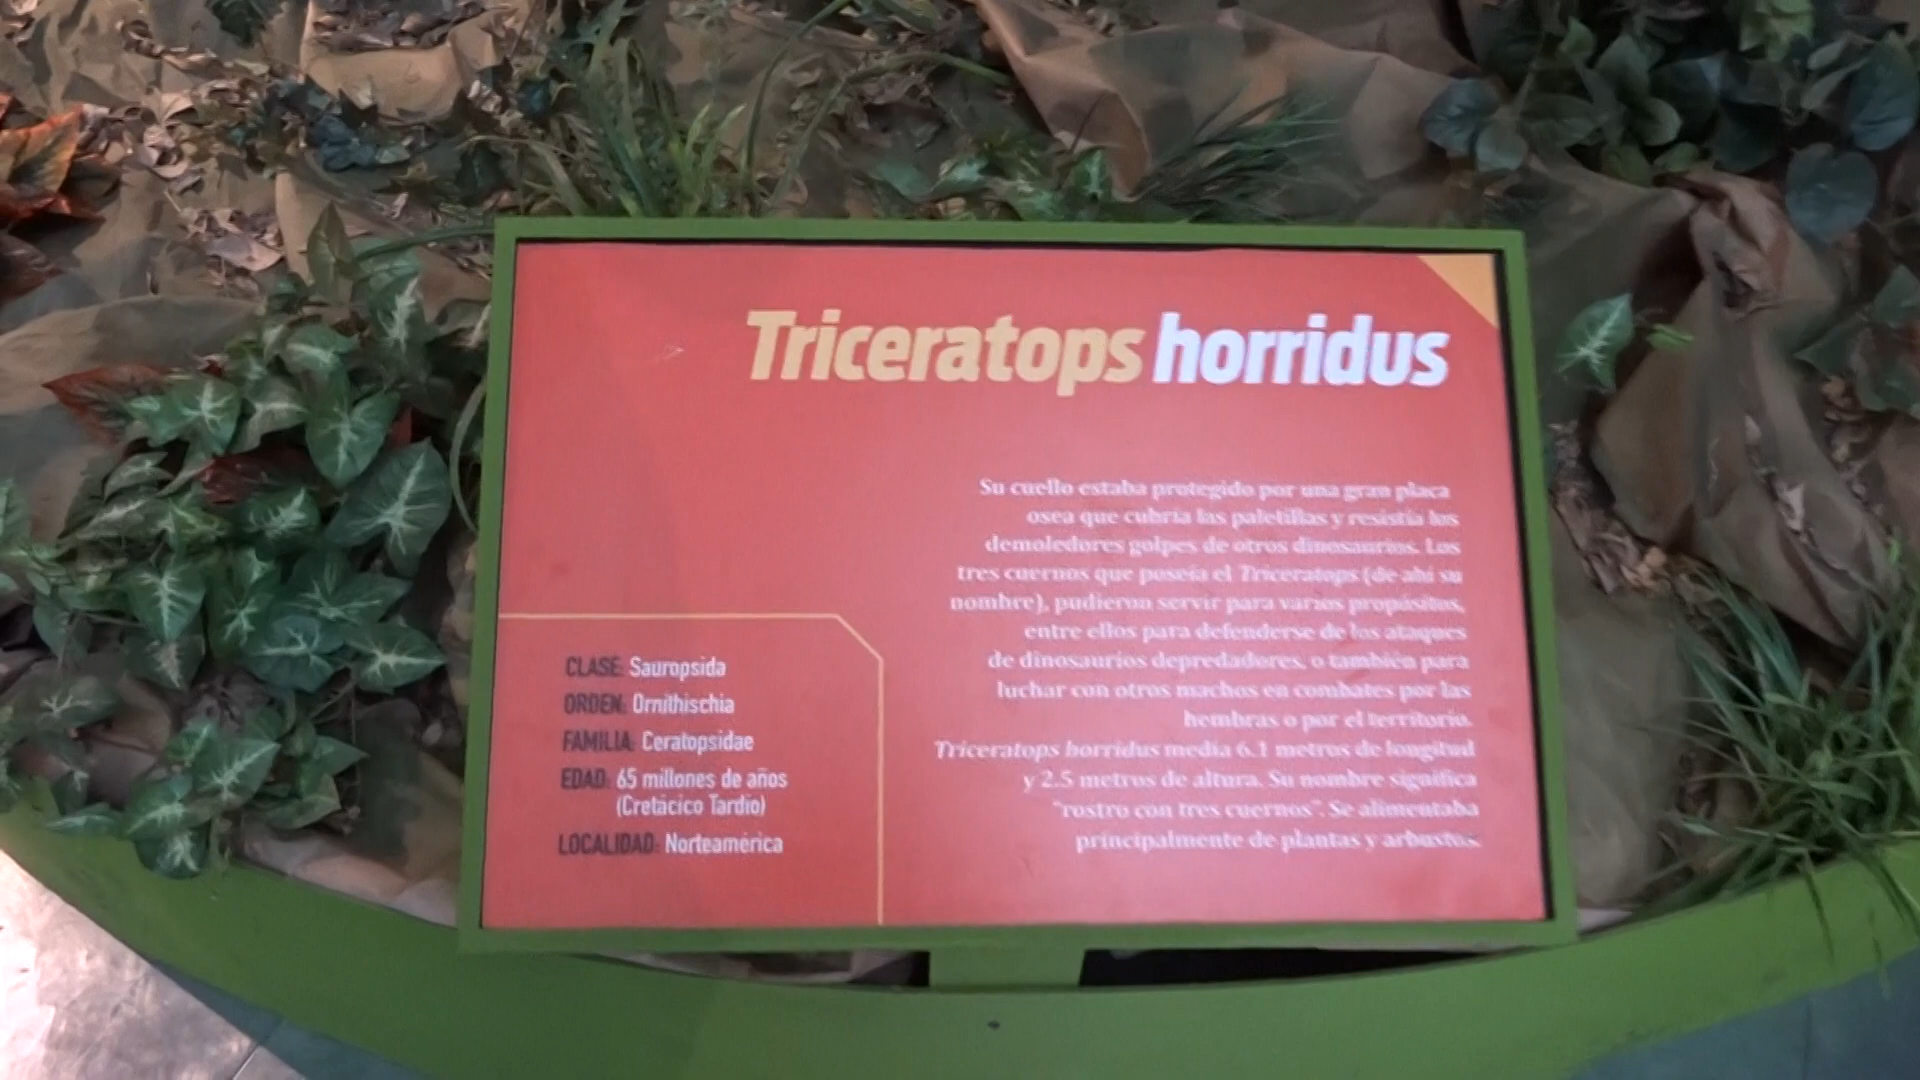 Triceratops horridus
Su cuello estaba protegido por una gran placa
osea que cubría las paletillas y resistía los
demoledores golpes de otros dinosaurios. Los
tres cuernos que poseía el Triceratops (de ahí su
nombre), pudieron servir para varios propósitos,
entre ellos para defenderse de los ataques
de dinosaurios depredadores, o también para
luchar con otros machos en combates por las
hembras o por el territorio.
Triceratops horridus media 6.1 metros de longitud
y 2.5 metros de altura. Su nombre significa
"rostro con tres cuernos". Se alimentaba
principalmente de plantas y arbustos.
CLASE: Sauropsida
ORDEN: Ornithischia
FAMILIA: Ceratopsidae
EDAD: 65 millones de años
(Cretácico Tardío)
LOCALIDAD: Norteamérica